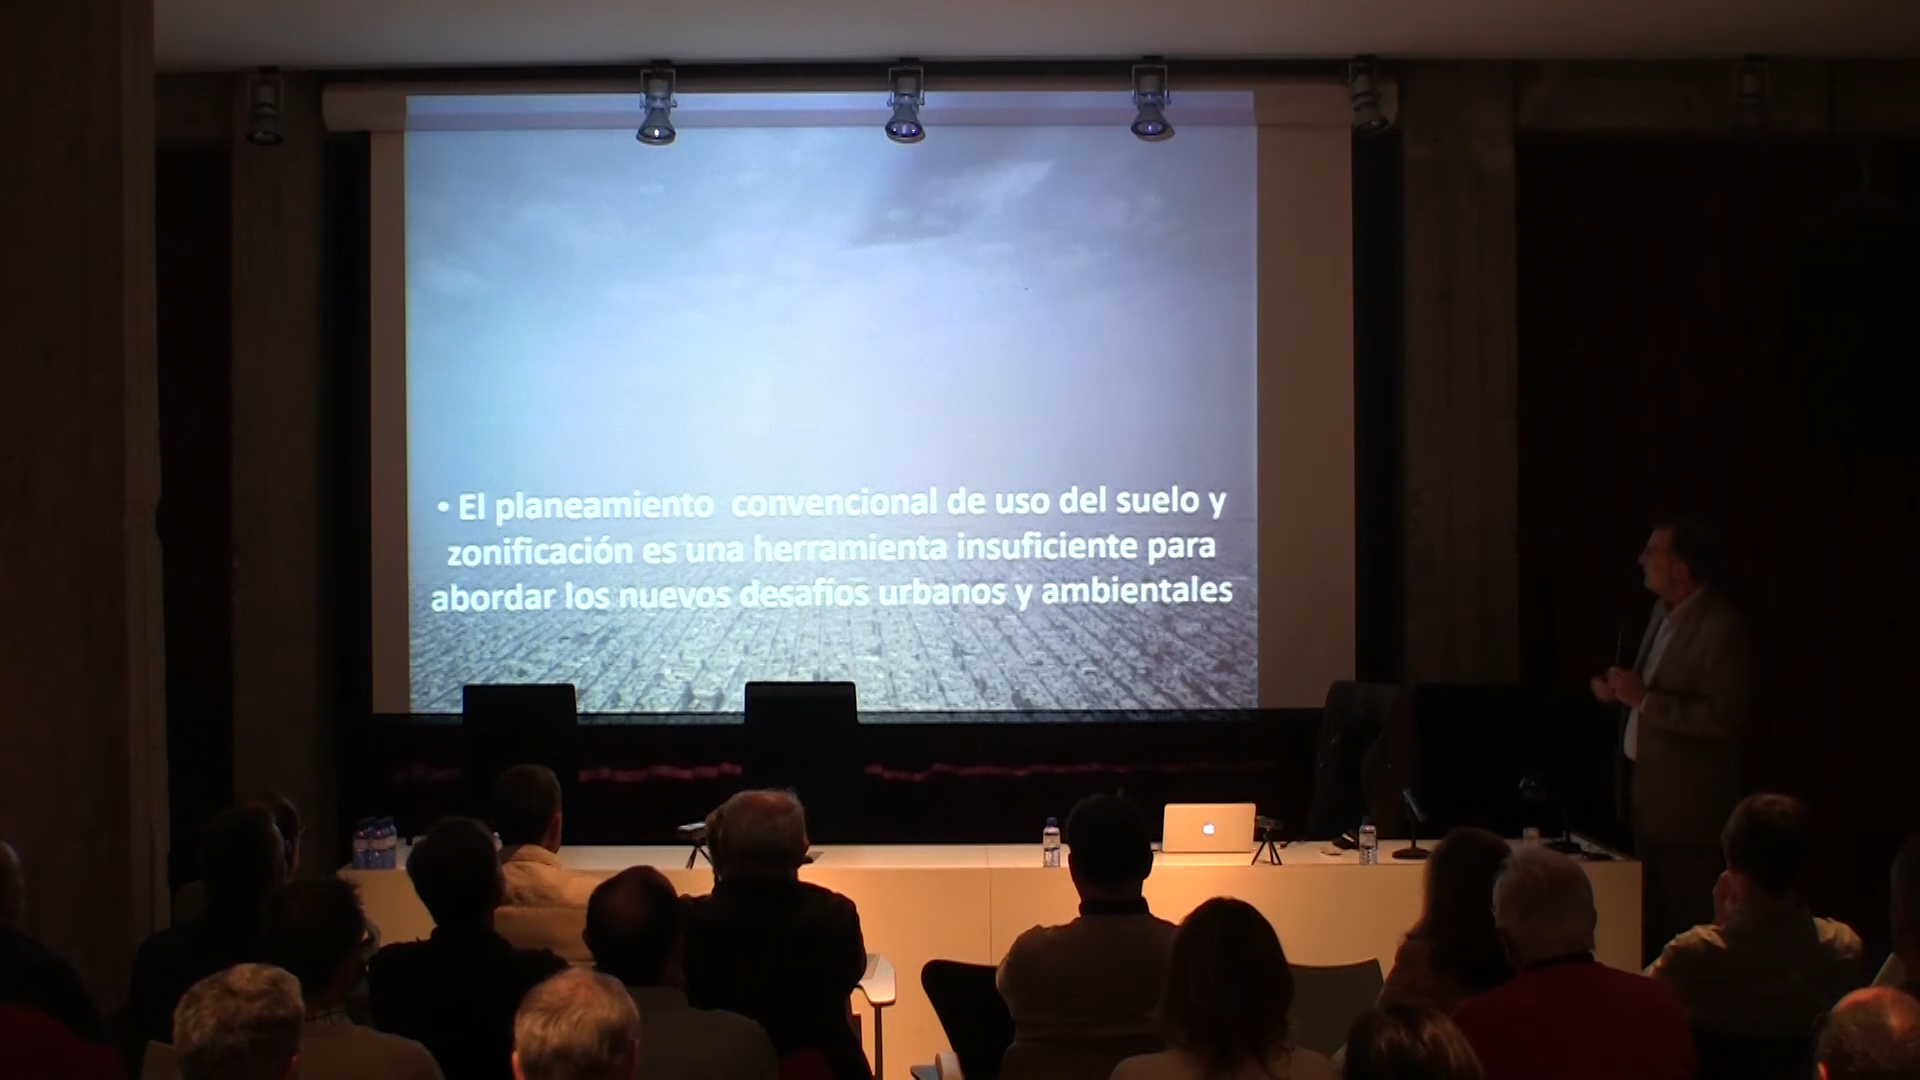 • El planeamiento convencional de uso del suelo y
zonificación es una herramienta insuficiente para
abordar los nuevos desafíos urbanos y ambientales